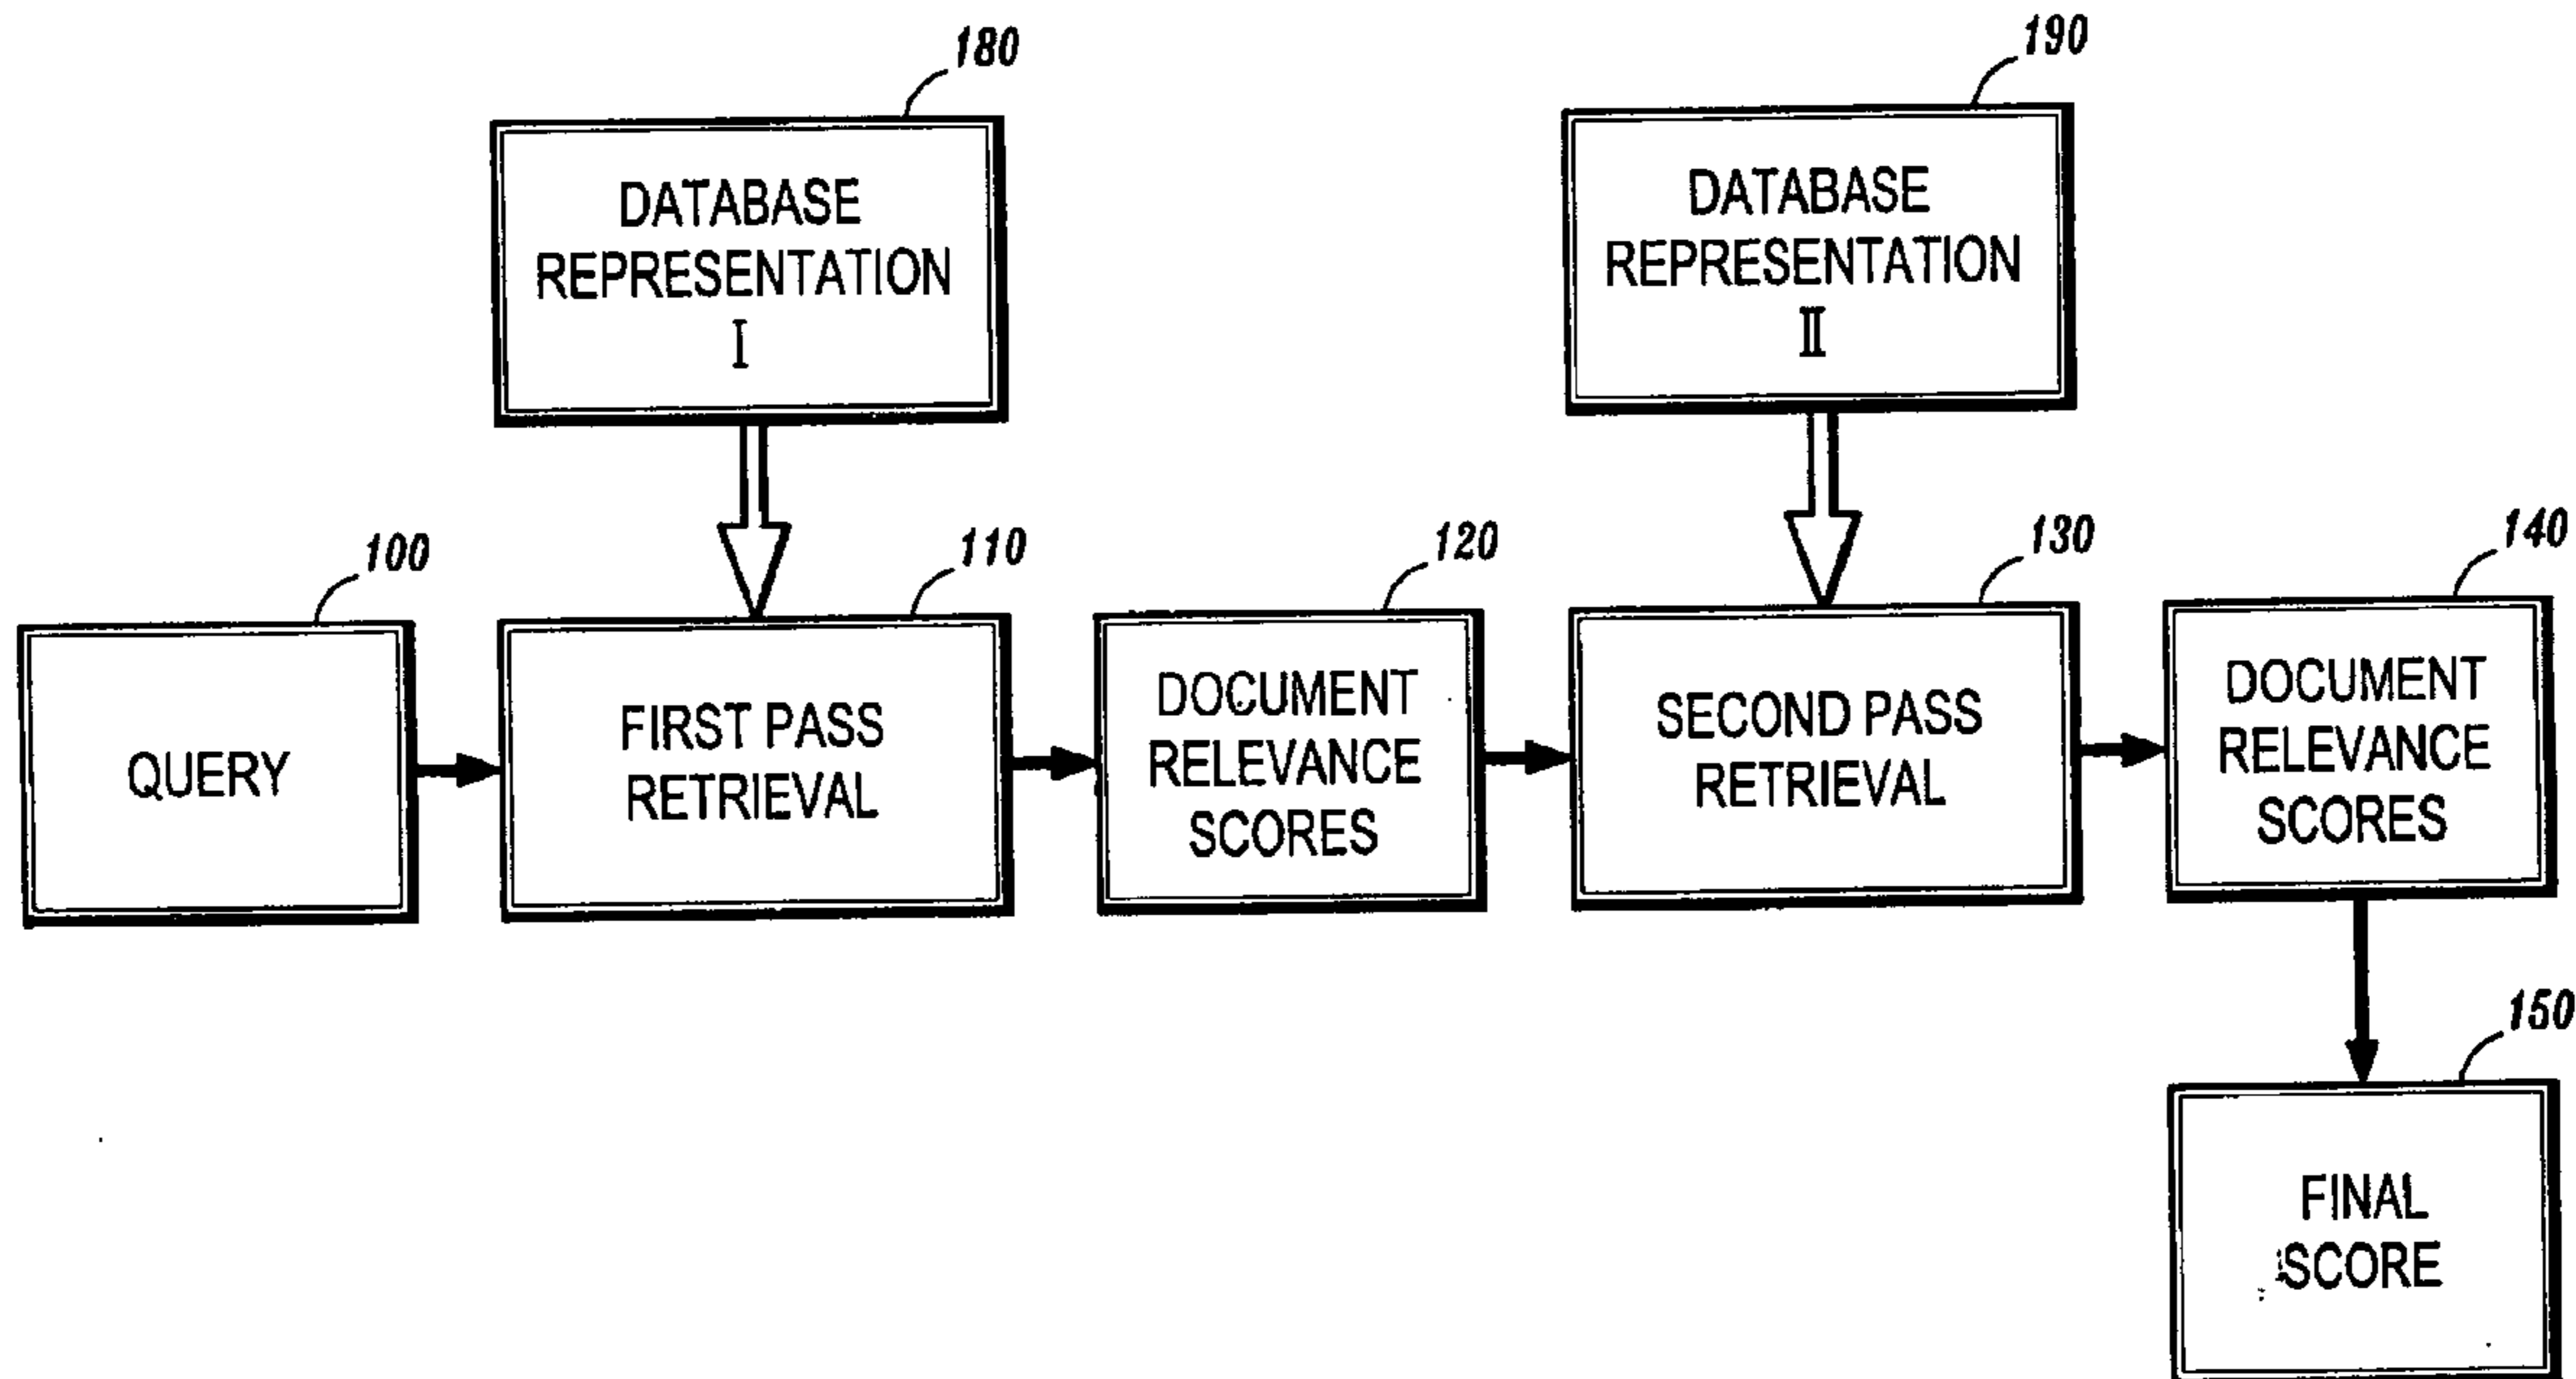 180
DATABASE
REPRESENTATION
I
190
DATABASE
REPRESENTATION
II
100
QUERY
110
FIRST PASS
RETRIEVAL
120
DOCUMENT
RELEVANCE
SCORES
130
SECOND PASS
RETRIEVAL
140
DOCUMENT
RELEVANCE
SCORES
150
FINAL
SCORE